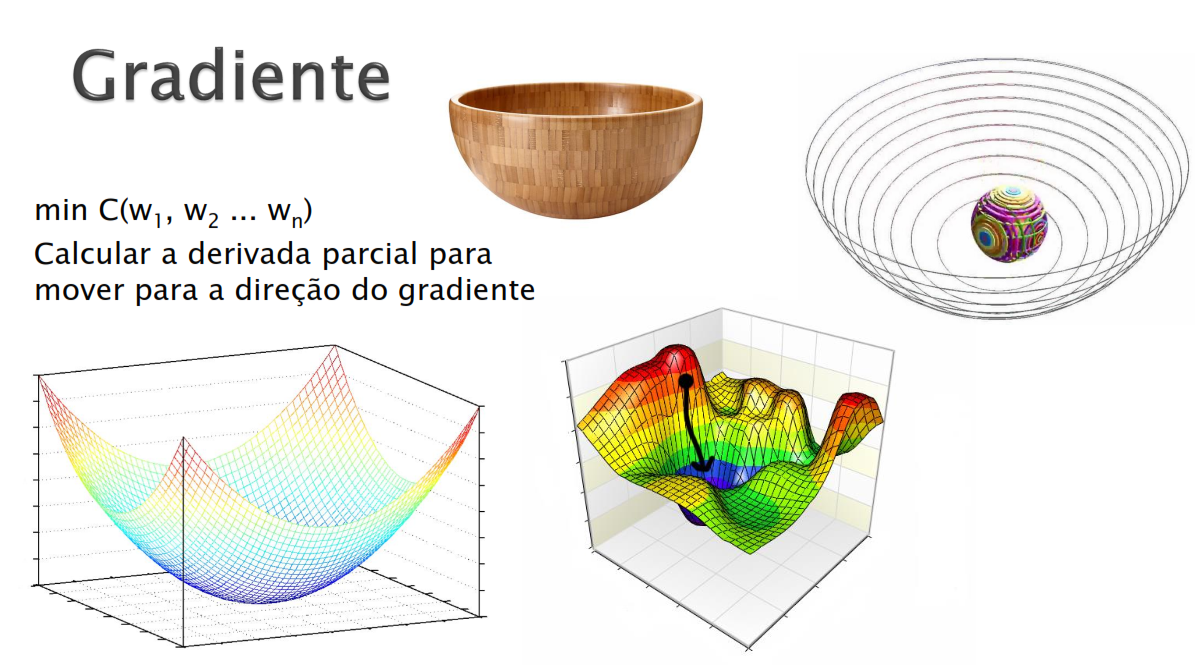 Gradiente
min C(w₁, w₂ ... wₙ)
Calcular a derivada parcial para
mover para a direção do gradiente